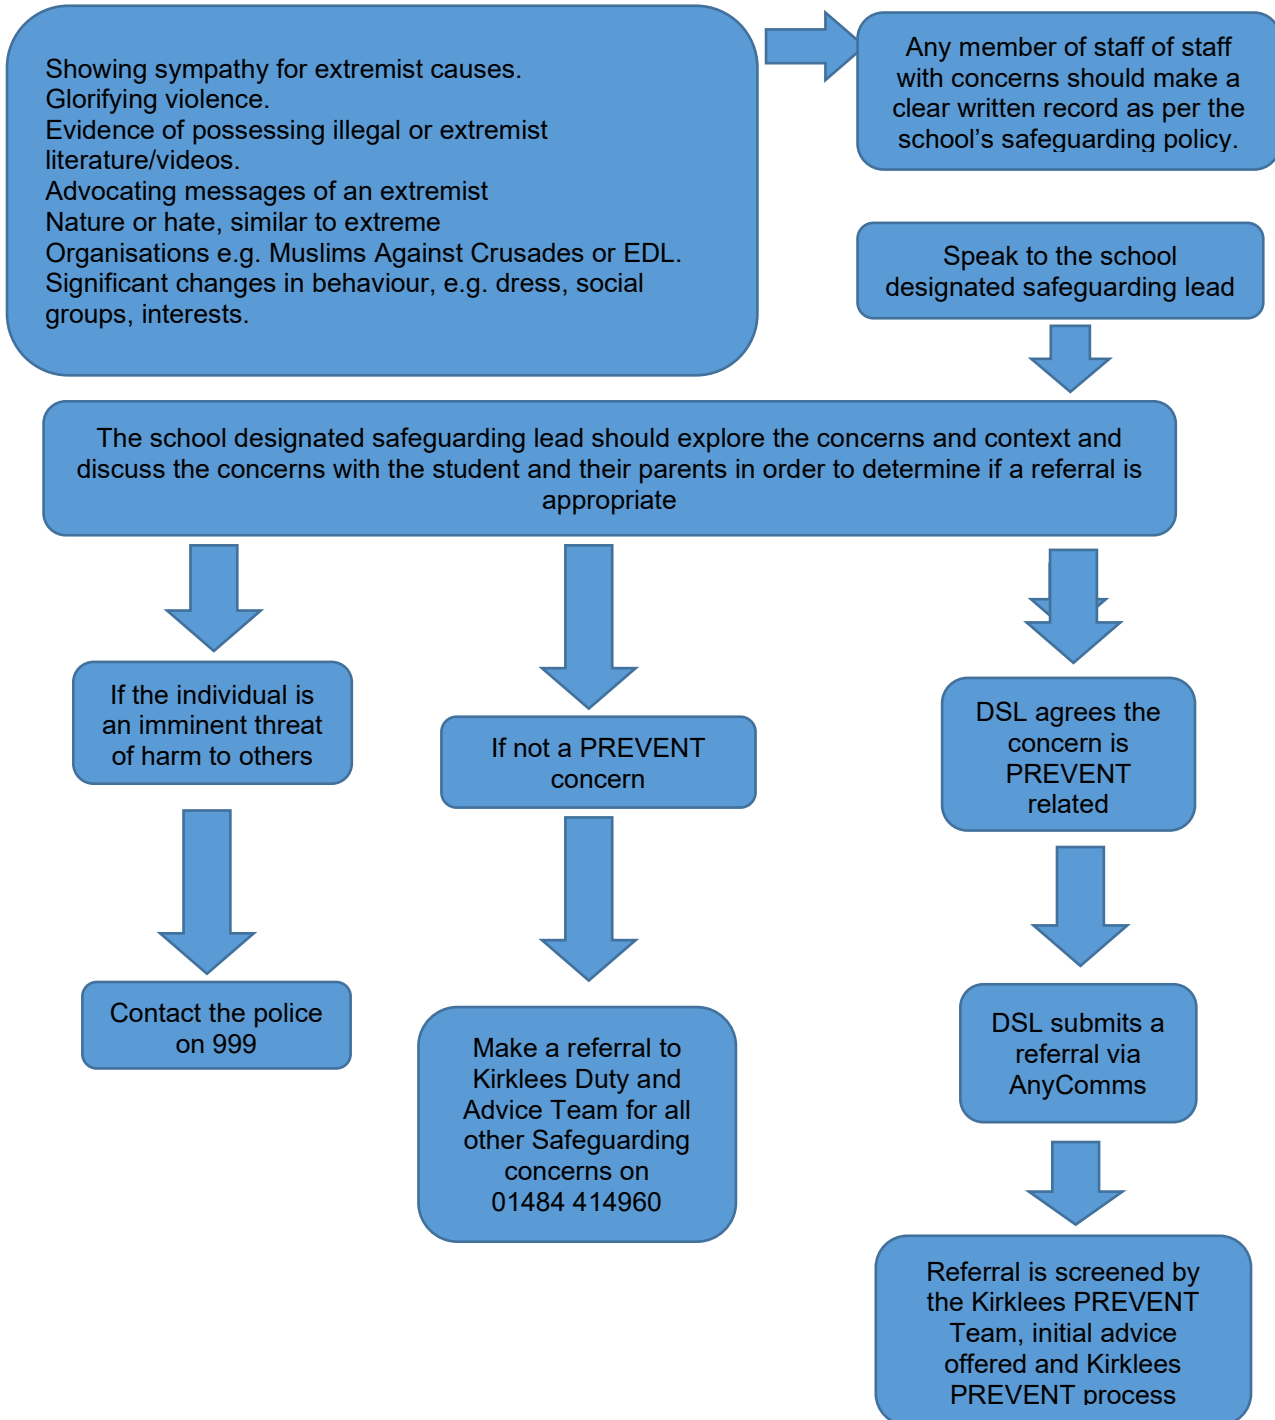 Showing sympathy for extremist causes.
Glorifying violence.
Evidence of possessing illegal or extremist
literature/videos.
Advocating messages of an extremist
Nature or hate, similar to extreme
Organisations e.g. Muslims Against Crusades or EDL.
Significant changes in behaviour, e.g. dress, social
groups, interests.
Any member of staff of staff
with concerns should make a
clear written record as per the
school’s safeguarding policy.
Speak to the school
designated safeguarding lead
The school designated safeguarding lead should explore the concerns and context and
discuss the concerns with the student and their parents in order to determine if a referral is
appropriate
If the individual is
an imminent threat
of harm to others
Contact the police
on 999
If not a PREVENT
concern
Make a referral to
Kirklees Duty and
Advice Team for all
other Safeguarding
concerns on
01484 414960
DSL agrees the
concern is
PREVENT
related
DSL submits a
referral via
AnyComms
Referral is screened by
the Kirklees PREVENT
Team, initial advice
offered and Kirklees
PREVENT process